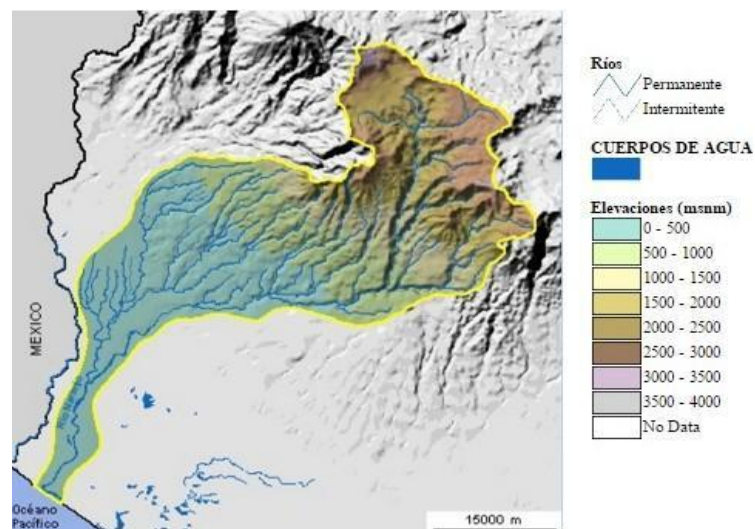 MEXICO
Océano
Pacífico
15000 m
Ríos
Permanente
Intermitente
CUERPOS DE AGUA
Elevaciones (msnm)
0 - 500
500 - 1000
1000 - 1500
1500 - 2000
2000 - 2500
2500 - 3000
3000 - 3500
3500 - 4000
No Data